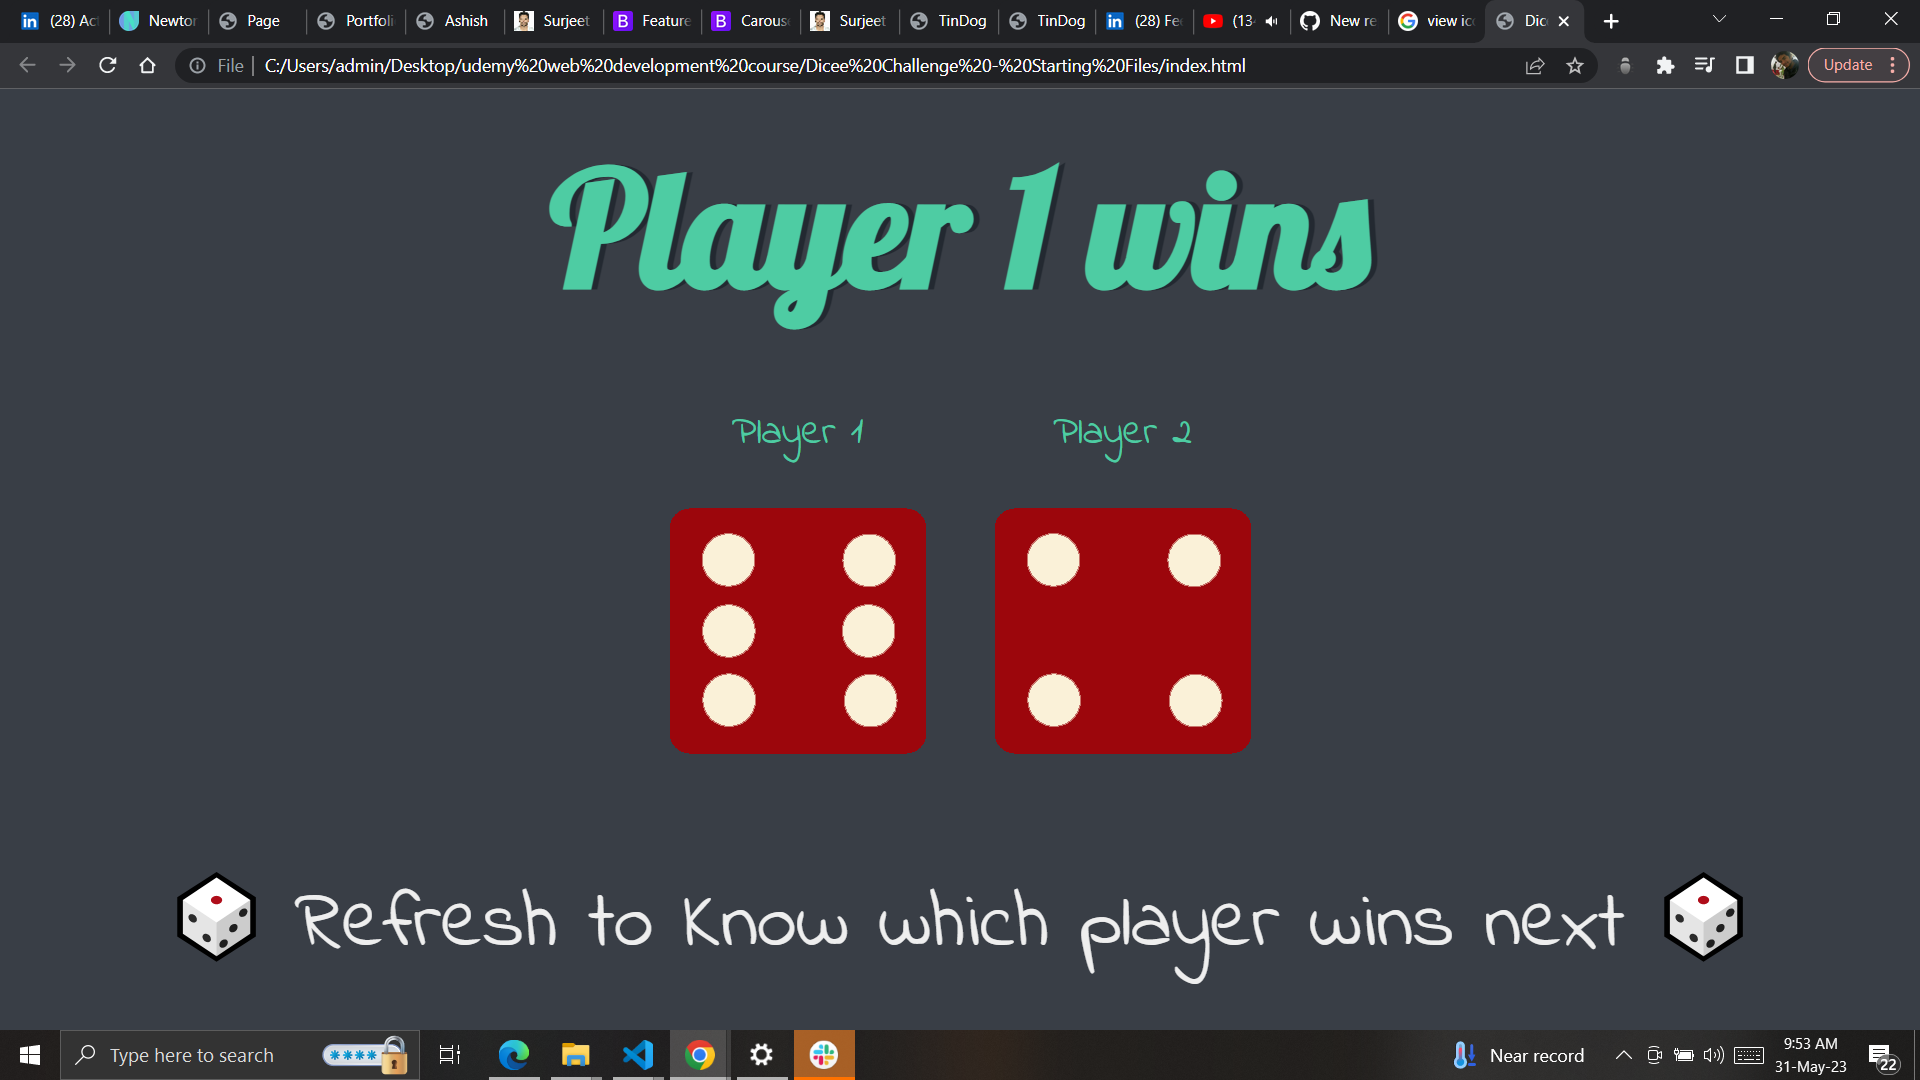 (28) Ac Newton Page Portfoli Ashish Surjeet Feature Carous Surjeet TinDog TinDog (28) Fe (13 New re view ic Dic
File C:/Users/admin/Desktop/udemy%20web%20development%20course/Dicee%20Challenge%20-%20Starting%20Files/index.html Update
Player 1 wins
Player 1 Player 2
Refresh to Know which player wins next
Type here to search
Near record
9:53 AM
31-May-23
22